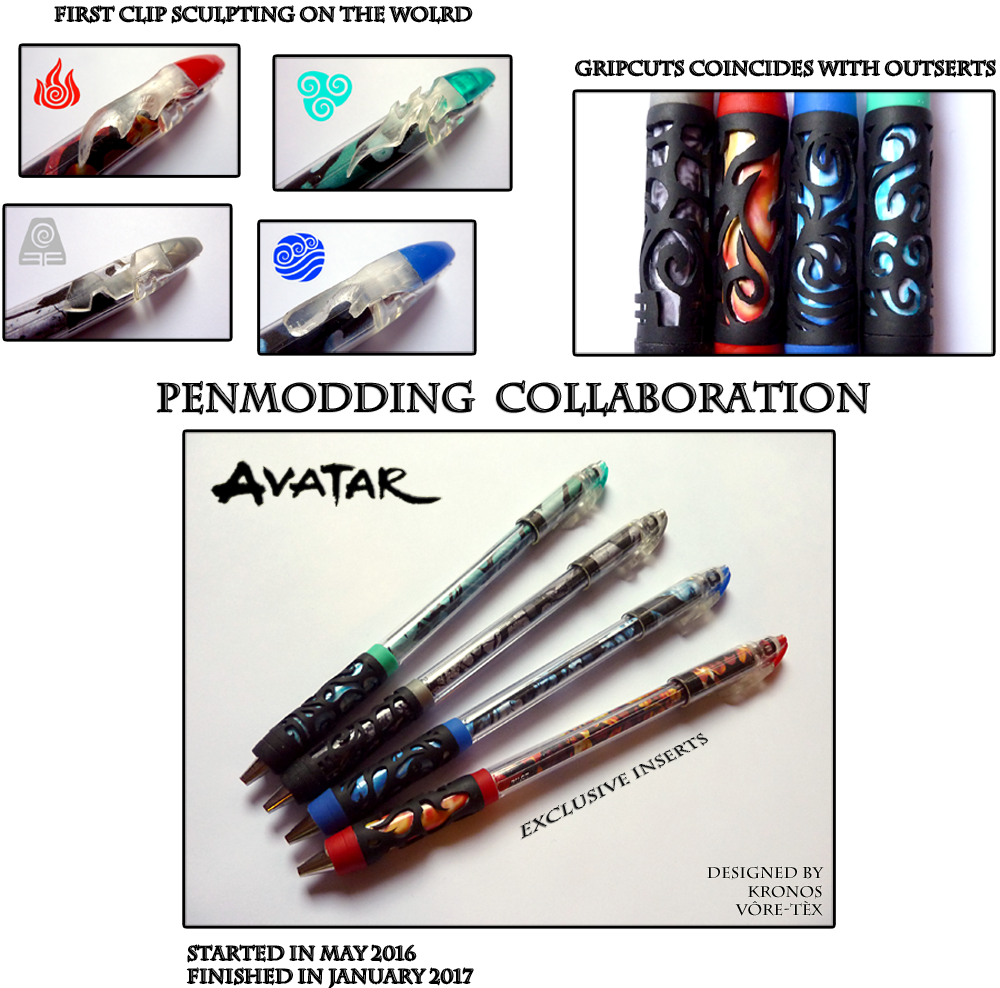 FIRST CLIP SCULPTING ON THE WOLRD
GRIPCUTS COINCIDES WITH OUTSERTS
PENMODDING COLLABORATION
AVATAR
EXCLUSIVE INSERTS
DESIGNED BY
KRONOS
VÔRE-TÈX
STARTED IN MAY 2016
FINISHED IN JANUARY 2017